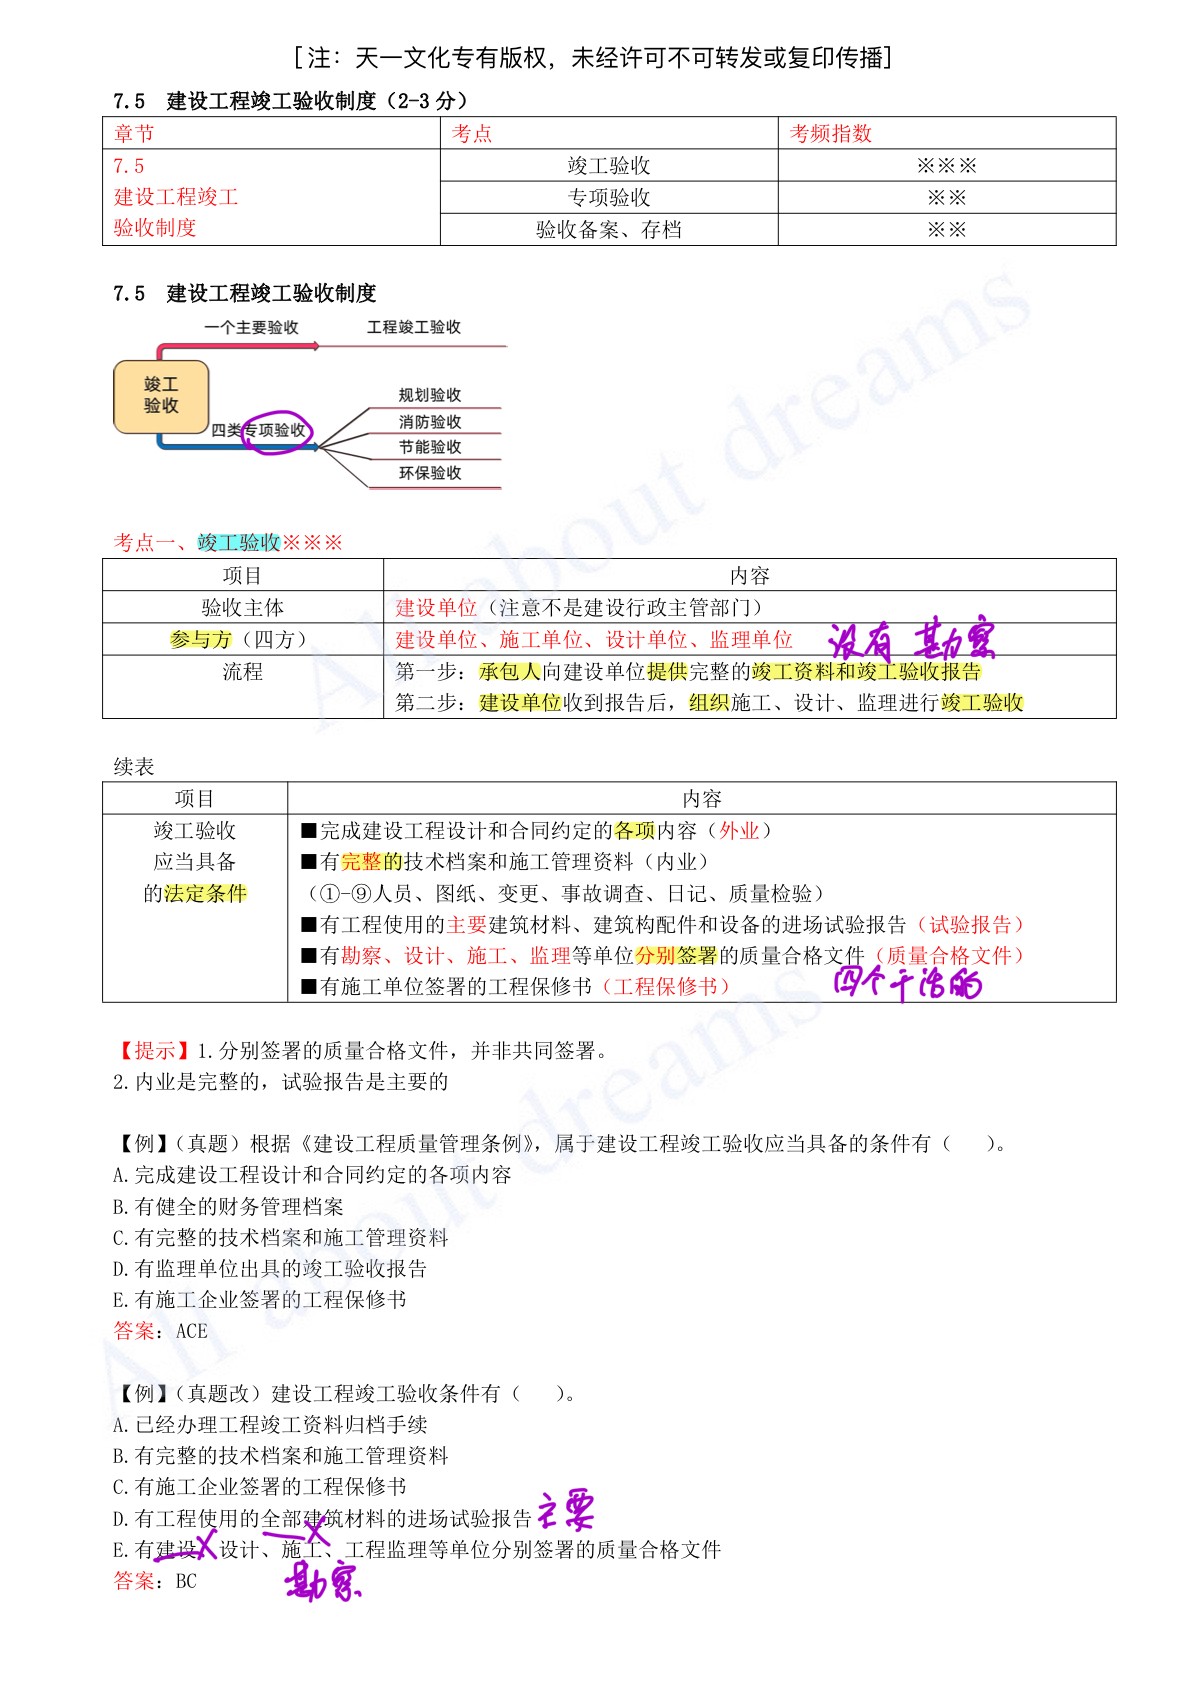 [注：天一文化专有版权，未经许可不可转发或复印传播]
7.5 建设工程竣工验收制度（2-3 分）
章节 考点 考频指数
7.5 竣工验收 ※※※
建设工程竣工 专项验收 ※※
验收制度 验收备案、存档 ※※
7.5 建设工程竣工验收制度
一个主要验收 工程竣工验收
竣工
验收
四类专项验收
规划验收
消防验收
节能验收
环保验收
考点一、竣工验收※※※
项目 内容
验收主体 建设单位（注意不是建设行政主管部门）
参与方（四方） 建设单位、施工单位、设计单位、监理单位 没有 勘察
流程 第一步：承包人向建设单位提供完整的竣工资料和竣工验收报告
第二步：建设单位收到报告后，组织施工、设计、监理进行竣工验收
续表
项目 内容
竣工验收 ■完成建设工程设计和合同约定的各项内容（外业）
应当具备 ■有完整的技术档案和施工管理资料（内业）
的法定条件 （①-⑨人员、图纸、变更、事故调查、日记、质量检验）
■有工程使用的主要建筑材料、建筑构配件和设备的进场试验报告（试验报告）
■有勘察、设计、施工、监理等单位分别签署的质量合格文件（质量合格文件）
■有施工单位签署的工程保修书（工程保修书） 四个干活的
【提示】1.分别签署的质量合格文件，并非共同签署。
2.内业是完整的，试验报告是主要的
【例】（真题）根据《建设工程质量管理条例》，属于建设工程竣工验收应当具备的条件有（ ）。
A.完成建设工程设计和合同约定的各项内容
B.有健全的财务管理档案
C.有完整的技术档案和施工管理资料
D.有监理单位出具的竣工验收报告
E.有施工企业签署的工程保修书
答案：ACE
【例】（真题改）建设工程竣工验收条件有（ ）。
A.已经办理工程竣工资料归档手续
B.有完整的技术档案和施工管理资料
C.有施工企业签署的工程保修书
D.有工程使用的全部建筑材料的进场试验报告 主要
E.有建设、设计、施工、工程监理等单位分别签署的质量合格文件
答案：BC 勘察
All about dreams
All about dreams